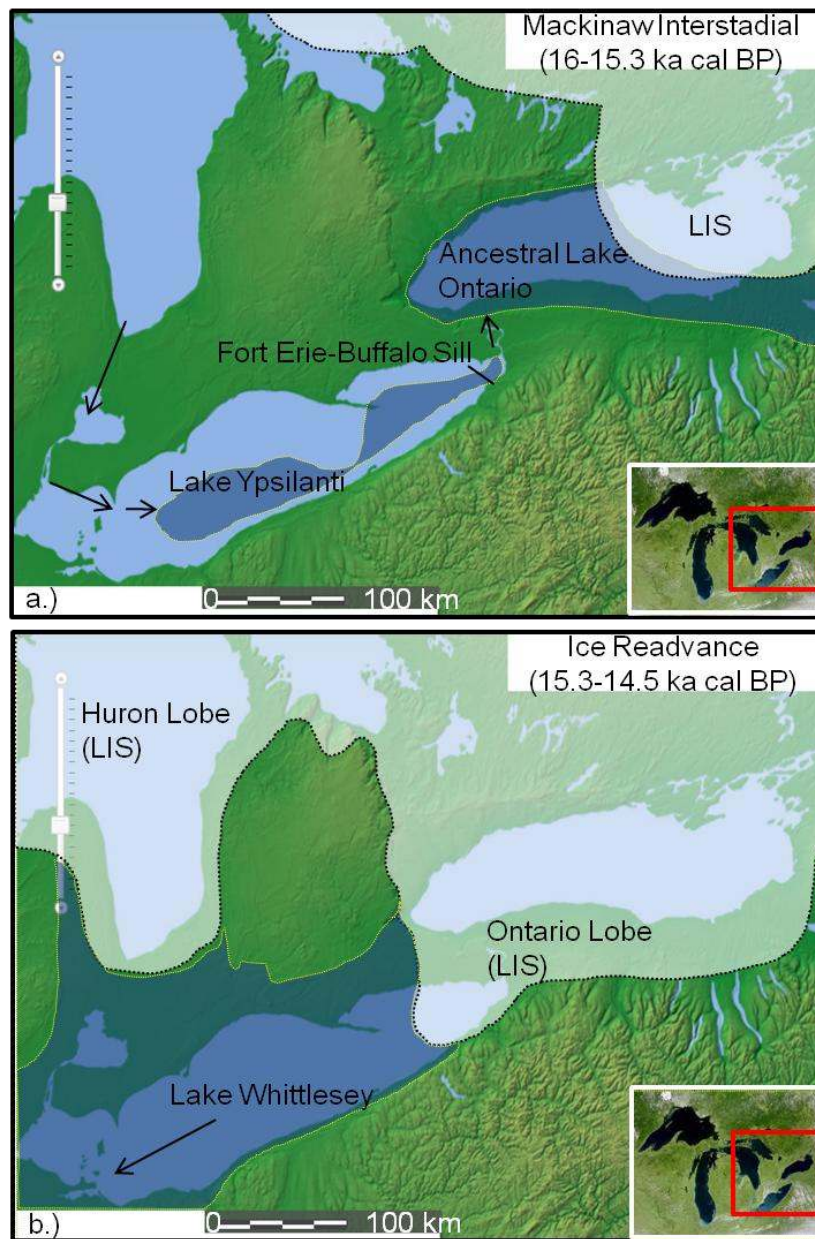 Mackinaw Interstadial
(16-15.3 ka cal BP)
LIS
Ancestral Lake
Ontario
Fort Erie-Buffalo Sill
Lake Ypsilanti
a.)
0 100 km
Ice Readvance
(15.3-14.5 ka cal BP)
Huron Lobe
(LIS)
Ontario Lobe
(LIS)
Lake Whittlesey
b.)
0 100 km